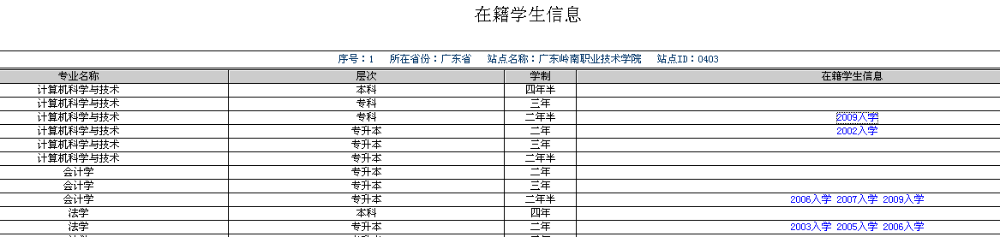 在籍学生信息
序号：1 所在省份：广东省 站点名称：广东岭南职业技术学院 站点ID：0403
专业名称 层次 学制 在籍学生信息
计算机科学与技术 本科 四年半
计算机科学与技术 专科 三年
计算机科学与技术 专科 二年半 2009入学
计算机科学与技术 专升本 二年 2002入学
计算机科学与技术 专升本 三年
计算机科学与技术 专升本 二年半
会计学 专升本 二年
会计学 专升本 三年
会计学 专升本 二年半 2006入学 2007入学 2009入学
法学 本科 四年
法学 专升本 二年 2003入学 2005入学 2006入学